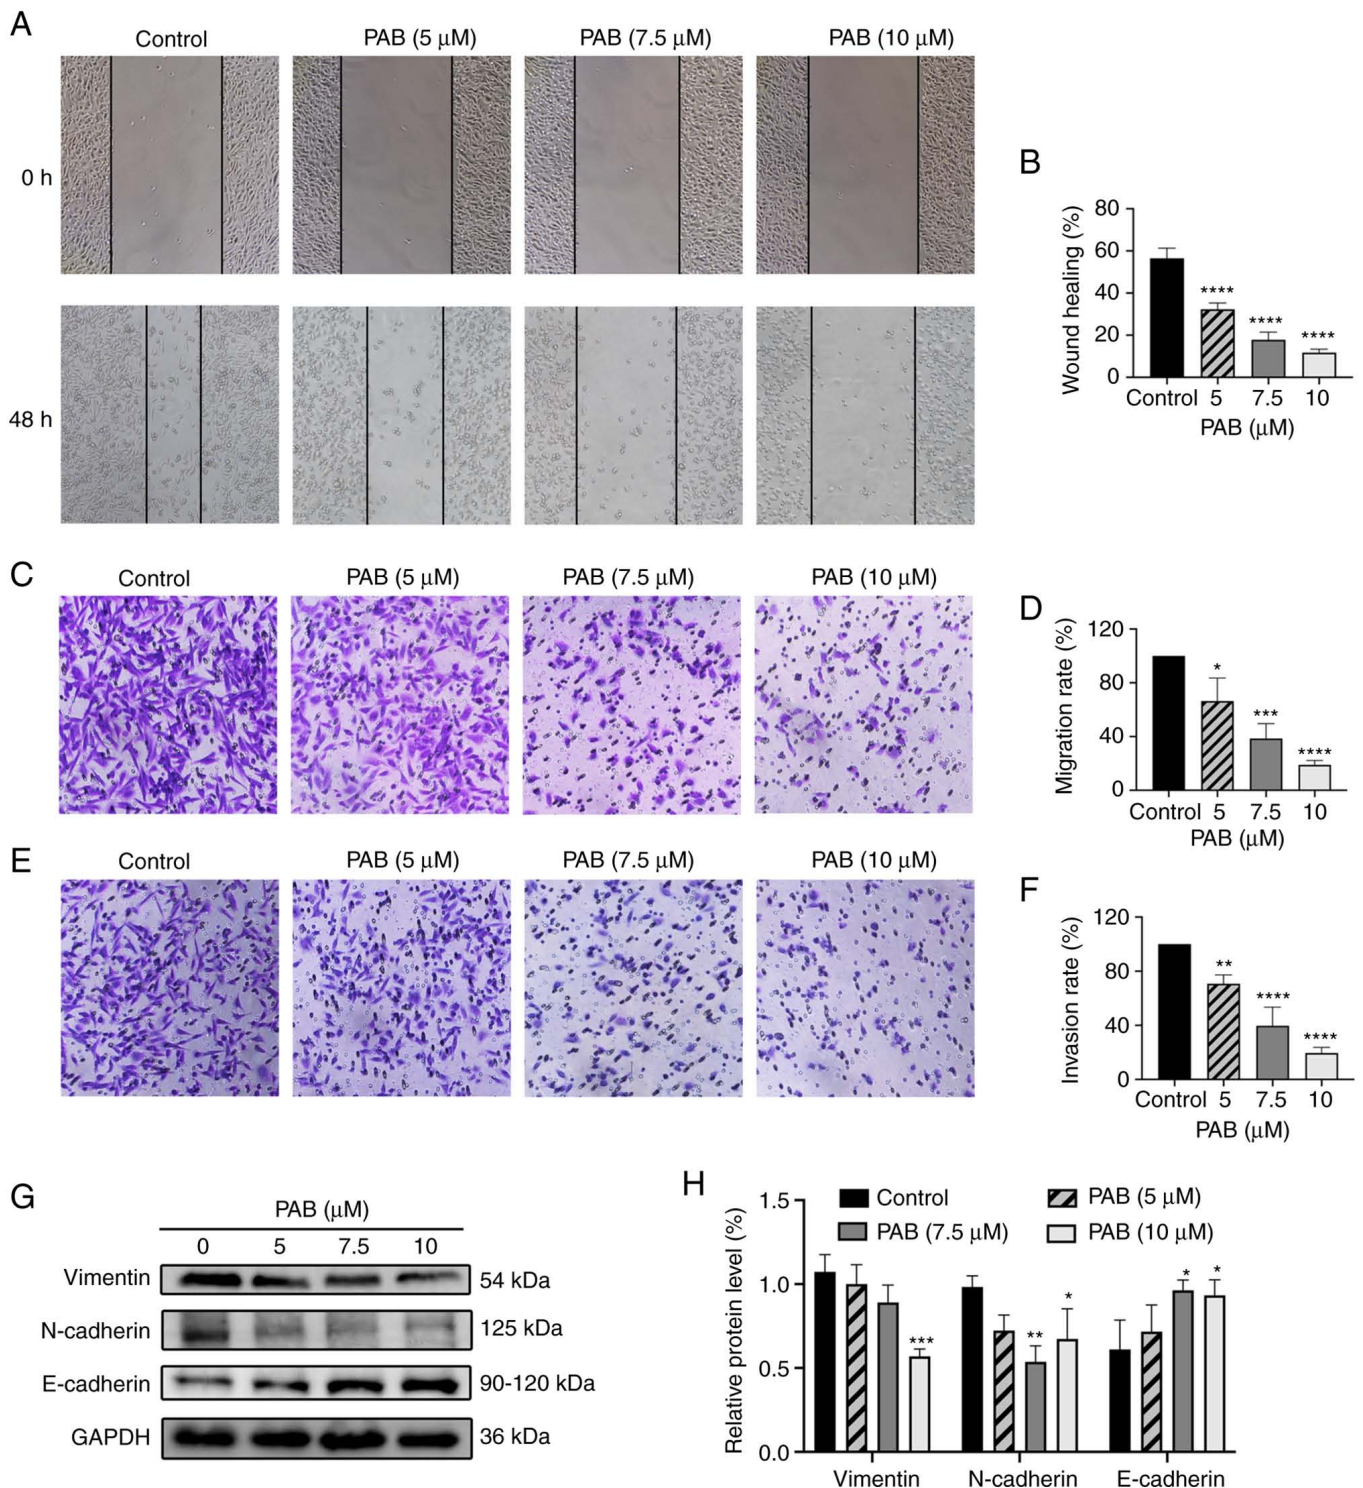 A
Control
PAB (5 µM)
PAB (7.5 µM)
PAB (10 µM)
0 h
48 h
B
Wound healing (%)
80
60
40
20
0
****
****
****
Control 5 7.5 10
PAB (µM)
C
Control
PAB (5 µM)
PAB (7.5 µM)
PAB (10 µM)
D
Migration rate (%)
120
80
40
0
*
***
****
Control 5 7.5 10
PAB (µM)
E
Control
PAB (5 µM)
PAB (7.5 µM)
PAB (10 µM)
F
Invasion rate (%)
120
80
40
0
**
****
****
Control 5 7.5 10
PAB (µM)
G
PAB (µM)
0 5 7.5 10
Vimentin 54 kDa
N-cadherin 125 kDa
E-cadherin 90-120 kDa
GAPDH 36 kDa
H
Relative protein level (%)
1.5
1.0
0.5
0.0
Control
PAB (5 µM)
PAB (7.5 µM)
PAB (10 µM)
***
**
*
*
*
Vimentin N-cadherin E-cadherin